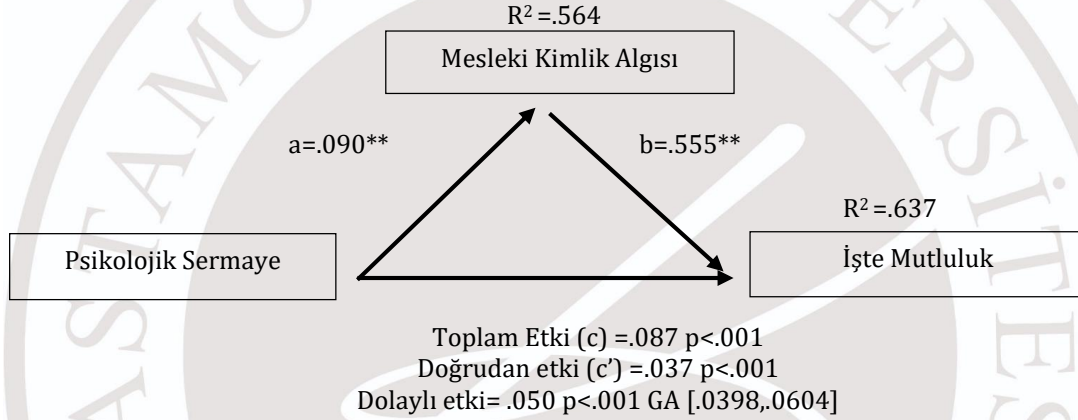 R² =.564
Mesleki Kimlik Algısı
a=.090**
b=.555**
R² =.637
Psikolojik Sermaye
İşte Mutluluk
Toplam Etki (c) =.087 p<.001
Doğrudan etki (c’) =.037 p<.001
Dolaylı etki= .050 p<.001 GA [.0398,.0604]